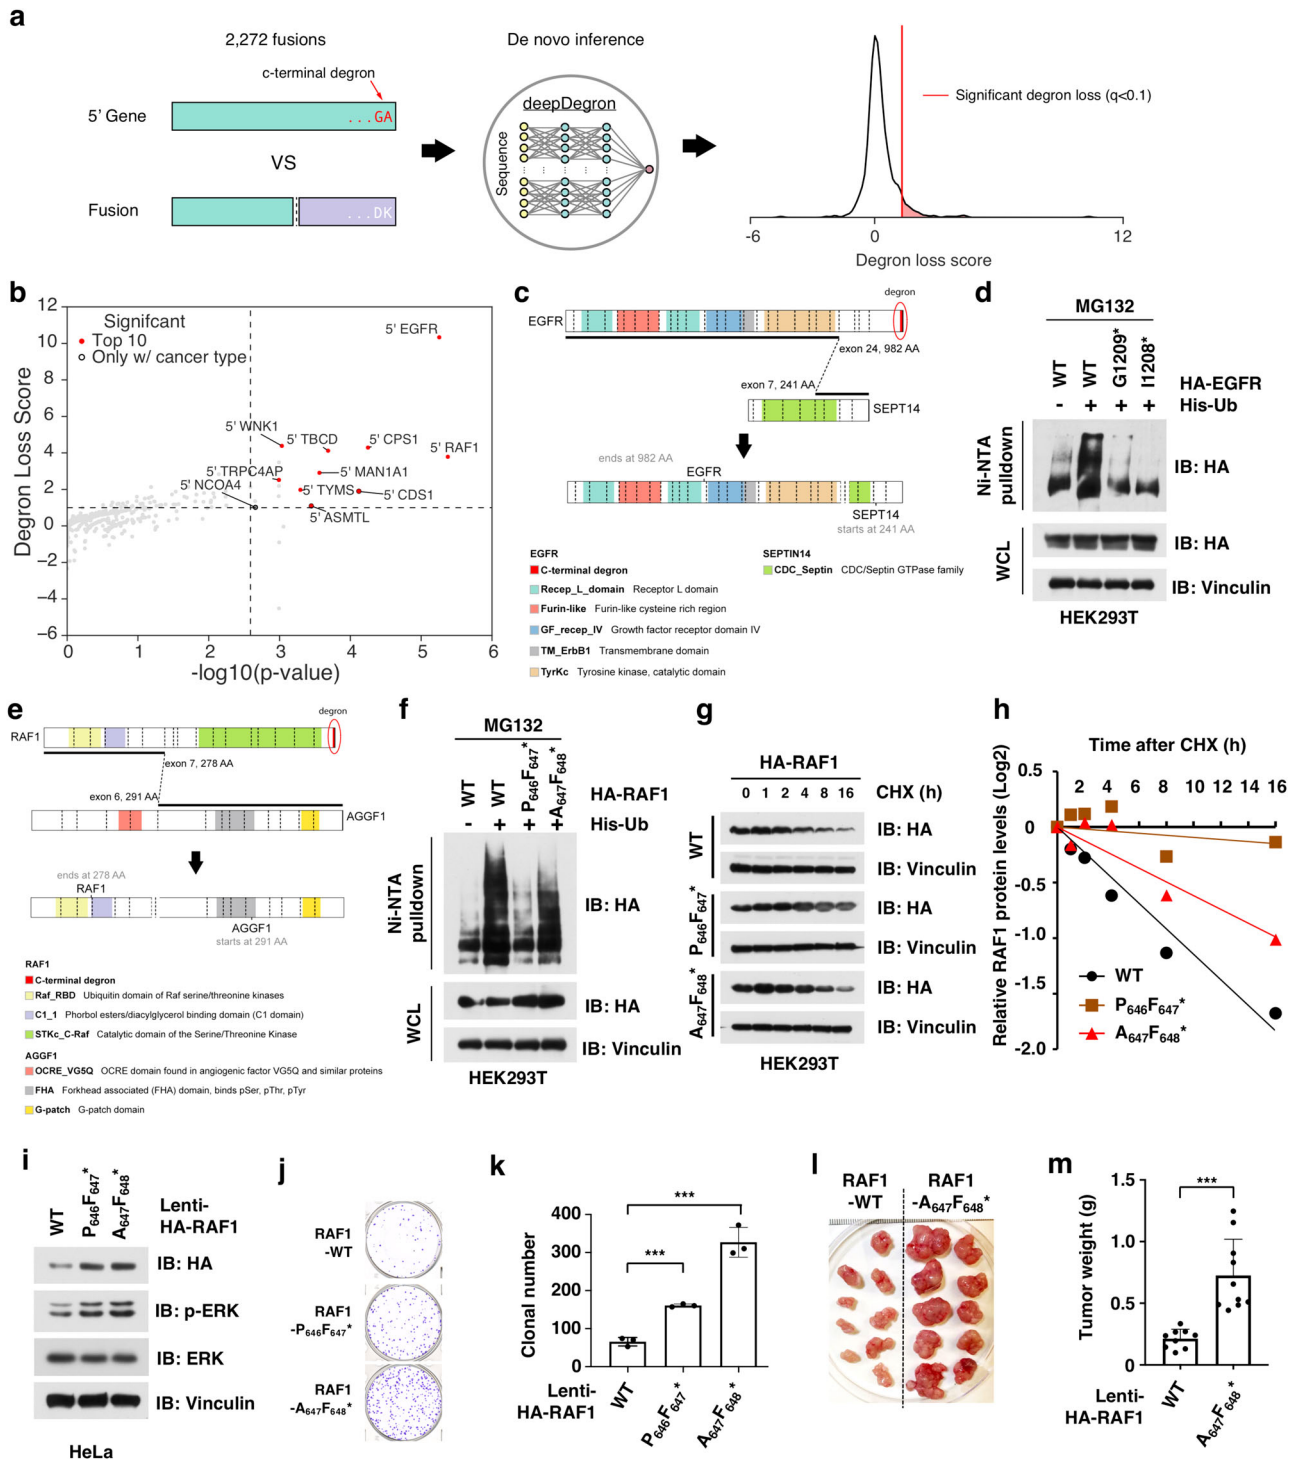 a
2,272 fusions
c-terminal degron
5' Gene
...GA
VS
Fusion
...DK
De novo inference
deepDegron
Sequence
Significant degron loss (q<0.1)
-6
0
12
Degron loss score
b
12
10
8
6
4
2
0
−2
−4
−6
Degron Loss Score
Signifcant
Top 10
Only w/ cancer type
5' EGFR
5' WNK1
5' TBCD
5' CPS1
5' RAF1
5' TRPC4AP
5' MAN1A1
5' NCOA4
5' TYMS
5' CDS1
5' ASMTL
0
1
2
3
4
5
6
-log10(p-value)
c
degron
EGFR
exon 24, 982 AA
exon 7, 241 AA
SEPT14
ends at 982 AA
EGFR
SEPT14
starts at 241 AA
EGFR
C-terminal degron
Recep_L_domain Receptor L domain
Furin-like Furin-like cysteine rich region
GF_recep_IV Growth factor receptor domain IV
TM_ErbB1 Transmembrane domain
TyrKc Tyrosine kinase, catalytic domain
SEPTIN14
CDC_Septin CDC/Septin GTPase family
d
MG132
WT
WT
G1209*
I1208*
HA-EGFR
- + + + His-Ub
Ni-NTA
pulldown
IB: HA
WCL
IB: HA
IB: Vinculin
HEK293T
e
degron
RAF1
exon 7, 278 AA
exon 6, 291 AA
AGGF1
ends at 278 AA
RAF1
AGGF1
starts at 291 AA
RAF1
C-terminal degron
Raf_RBD Ubiquitin domain of Raf serine/threonine kinases
C1_1 Phorbol esters/diacylglycerol binding domain (C1 domain)
STKc_C-Raf Catalytic domain of the Serine/Threonine Kinase
AGGF1
OCRE_VG5Q OCRE domain found in angiogenic factor VG5Q and similar proteins
FHA Forkhead associated (FHA) domain, binds pSer, pThr, pTyr
G-patch G-patch domain
f
MG132
WT
WT
P646F647*
A647F648*
HA-RAF1
- + + + His-Ub
Ni-NTA
pulldown
IB: HA
WCL
IB: HA
IB: Vinculin
HEK293T
g
HA-RAF1
0 1 2 4 8 16 CHX (h)
WT
IB: HA
IB: Vinculin
P646F647*
IB: HA
IB: Vinculin
A647F648*
IB: HA
IB: Vinculin
HEK293T
h
Time after CHX (h)
2 4 6 8 10 12 14 16
0.5
0
-0.5
-1.0
-1.5
-2.0
Relative RAF1 protein levels (Log2)
WT
P646F647*
A647F648*
i
WT
P646F647*
A647F648*
Lenti-
HA-RAF1
IB: HA
IB: p-ERK
IB: ERK
IB: Vinculin
HeLa
j
RAF1
-WT
RAF1
-P646F647*
RAF1
-A647F648*
k
400
300
200
100
0
Clonal number
***
***
Lenti-
HA-RAF1
WT
P646F647*
A647F648*
l
RAF1
-WT
RAF1
-A647F648*
m
1.5
1.0
0.5
0
Tumor weight (g)
***
Lenti-
HA-RAF1
WT
A647F648*